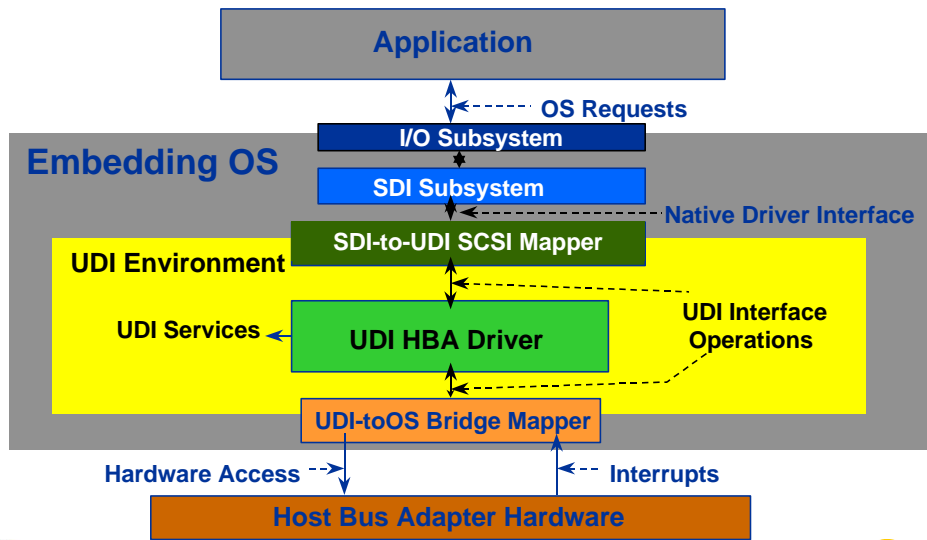 Application
OS Requests
I/O Subsystem
Embedding OS
SDI Subsystem
Native Driver Interface
SDI-to-UDI SCSI Mapper
UDI Environment
UDI Services
UDI HBA Driver
UDI Interface
Operations
UDI-toOS Bridge Mapper
Hardware Access
Interrupts
Host Bus Adapter Hardware